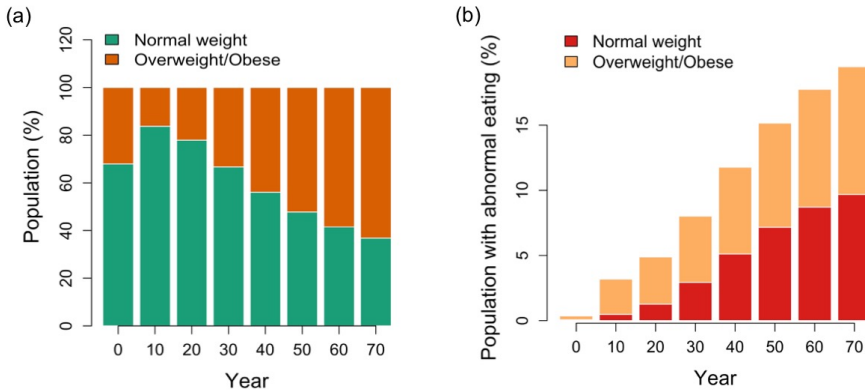 (a)
Normal weight
Overweight/Obese
Population (%)
120
100
80
60
40
20
0
0 10 20 30 40 50 60 70
Year
(b)
Normal weight
Overweight/Obese
Population with abnormal eating (%)
15
10
5
0
0 10 20 30 40 50 60 70
Year